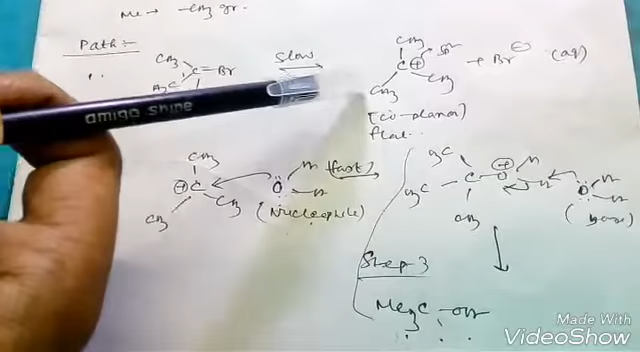 Me → -CH3 gr.
Path:-
CH3
C - Br
H3C
Slow
CH3
C⊕
CH3
CH3
+ Br⊖ (aq)
[Co-planar]
flat..
amigo shine
CH3
⊕ C
CH3
CH3
Ö
H
H
(Nucleophile)
(fast)
H3C
H3C - C - O⊕ H
H
CH3
Ö
H
H
(base)
Step 3
Me3C - OH
Made With
VideoShow